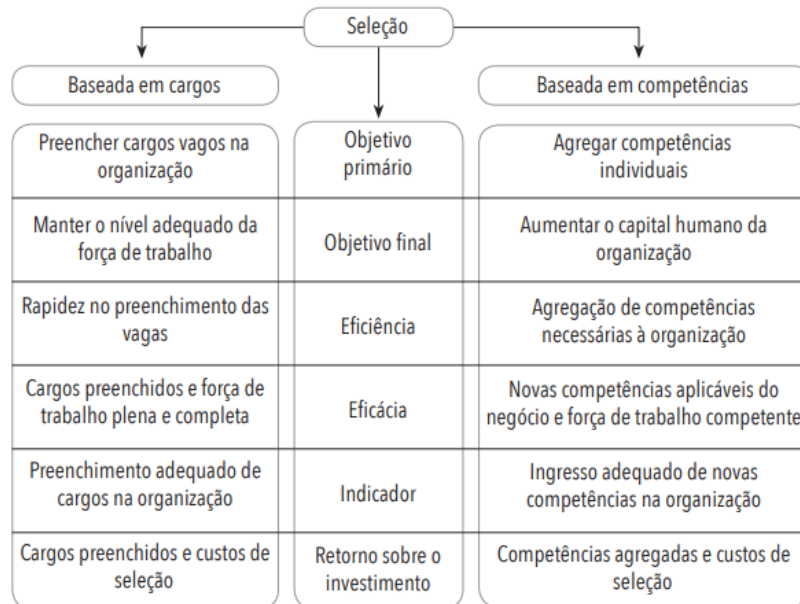 Seleção
Baseada em cargos
Baseada em competências
Preencher cargos vagos na
organização
Objetivo
primário
Agregar competências
individuais
Manter o nível adequado da
força de trabalho
Objetivo final
Aumentar o capital humano da
organização
Rapidez no preenchimento das
vagas
Eficiência
Agregação de competências
necessárias à organização
Cargos preenchidos e força de
trabalho plena e completa
Eficácia
Novas competências aplicáveis do
negócio e força de trabalho competente
Preenchimento adequado de
cargos na organização
Indicador
Ingresso adequado de novas
competências na organização
Cargos preenchidos e custos de
seleção
Retorno sobre o
investimento
Competências agregadas e custos de
seleção